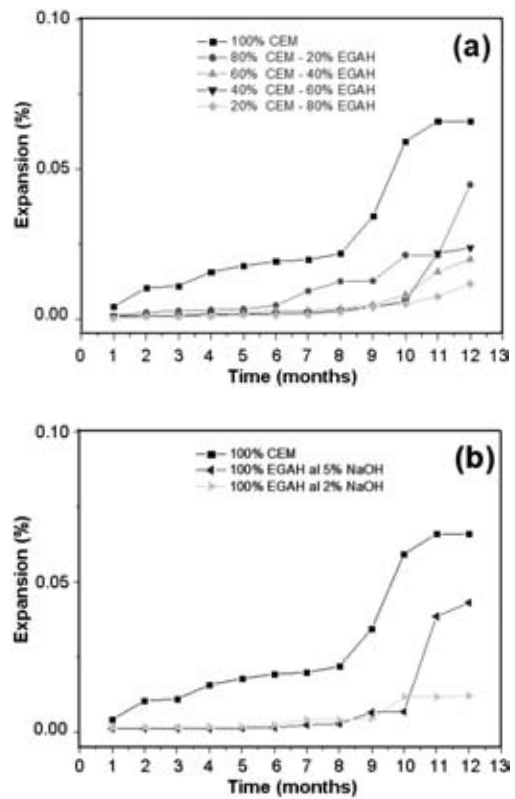 0.10
(a)
100% CEM
80% CEM - 20% EGAH
60% CEM - 40% EGAH
40% CEM - 60% EGAH
20% CEM - 80% EGAH
Expansion (%)
0.05
0.00
0 1 2 3 4 5 6 7 8 9 10 11 12 13
Time (months)
0.10
(b)
100% CEM
100% EGAH al 5% NaOH
100% EGAH al 2% NaOH
Expansion (%)
0.05
0.00
0 1 2 3 4 5 6 7 8 9 10 11 12 13
Time (months)